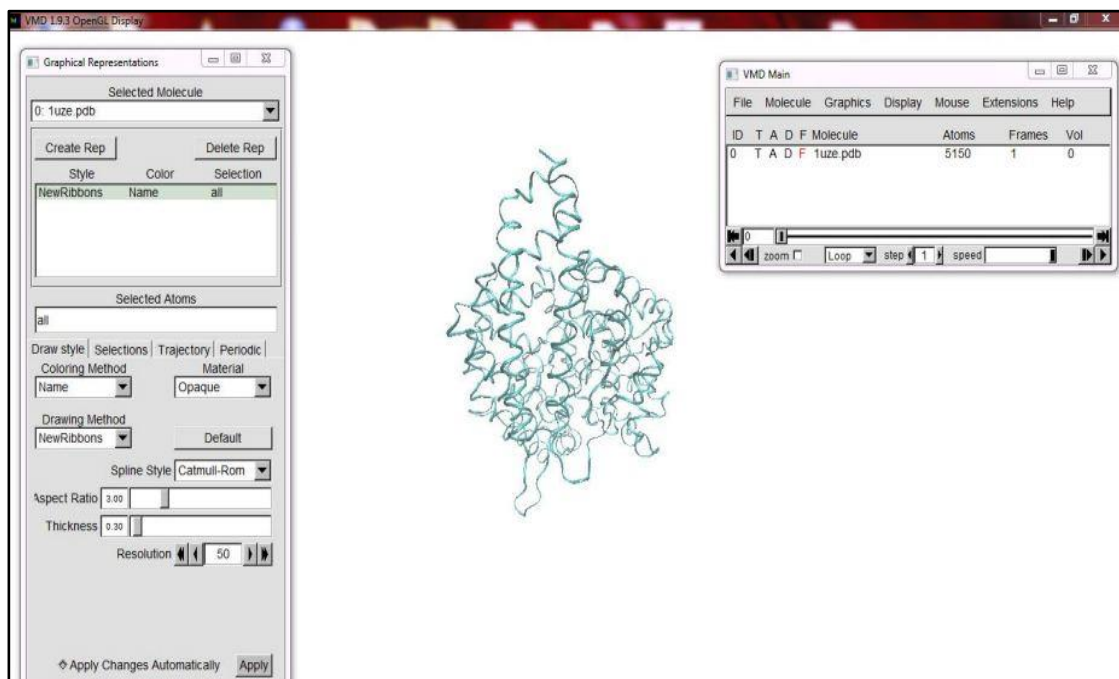 VMD 1.9.3 OpenGL Display
Graphical Representations
Selected Molecule
0: 1uze.pdb
Create Rep Delete Rep
Style Color Selection
NewRibbons Name all
Selected Atoms
all
Draw style Selections Trajectory Periodic
Coloring Method Material
Name Opaque
Drawing Method
NewRibbons Default
Spline Style Catmull-Rom
Aspect Ratio 3.00
Thickness 0.30
Resolution 50
Apply Changes Automatically Apply
VMD Main
File Molecule Graphics Display Mouse Extensions Help
ID T A D F Molecule Atoms Frames Vol
0 T A D F 1uze.pdb 5150 1 0
0
zoom Loop step 1 speed